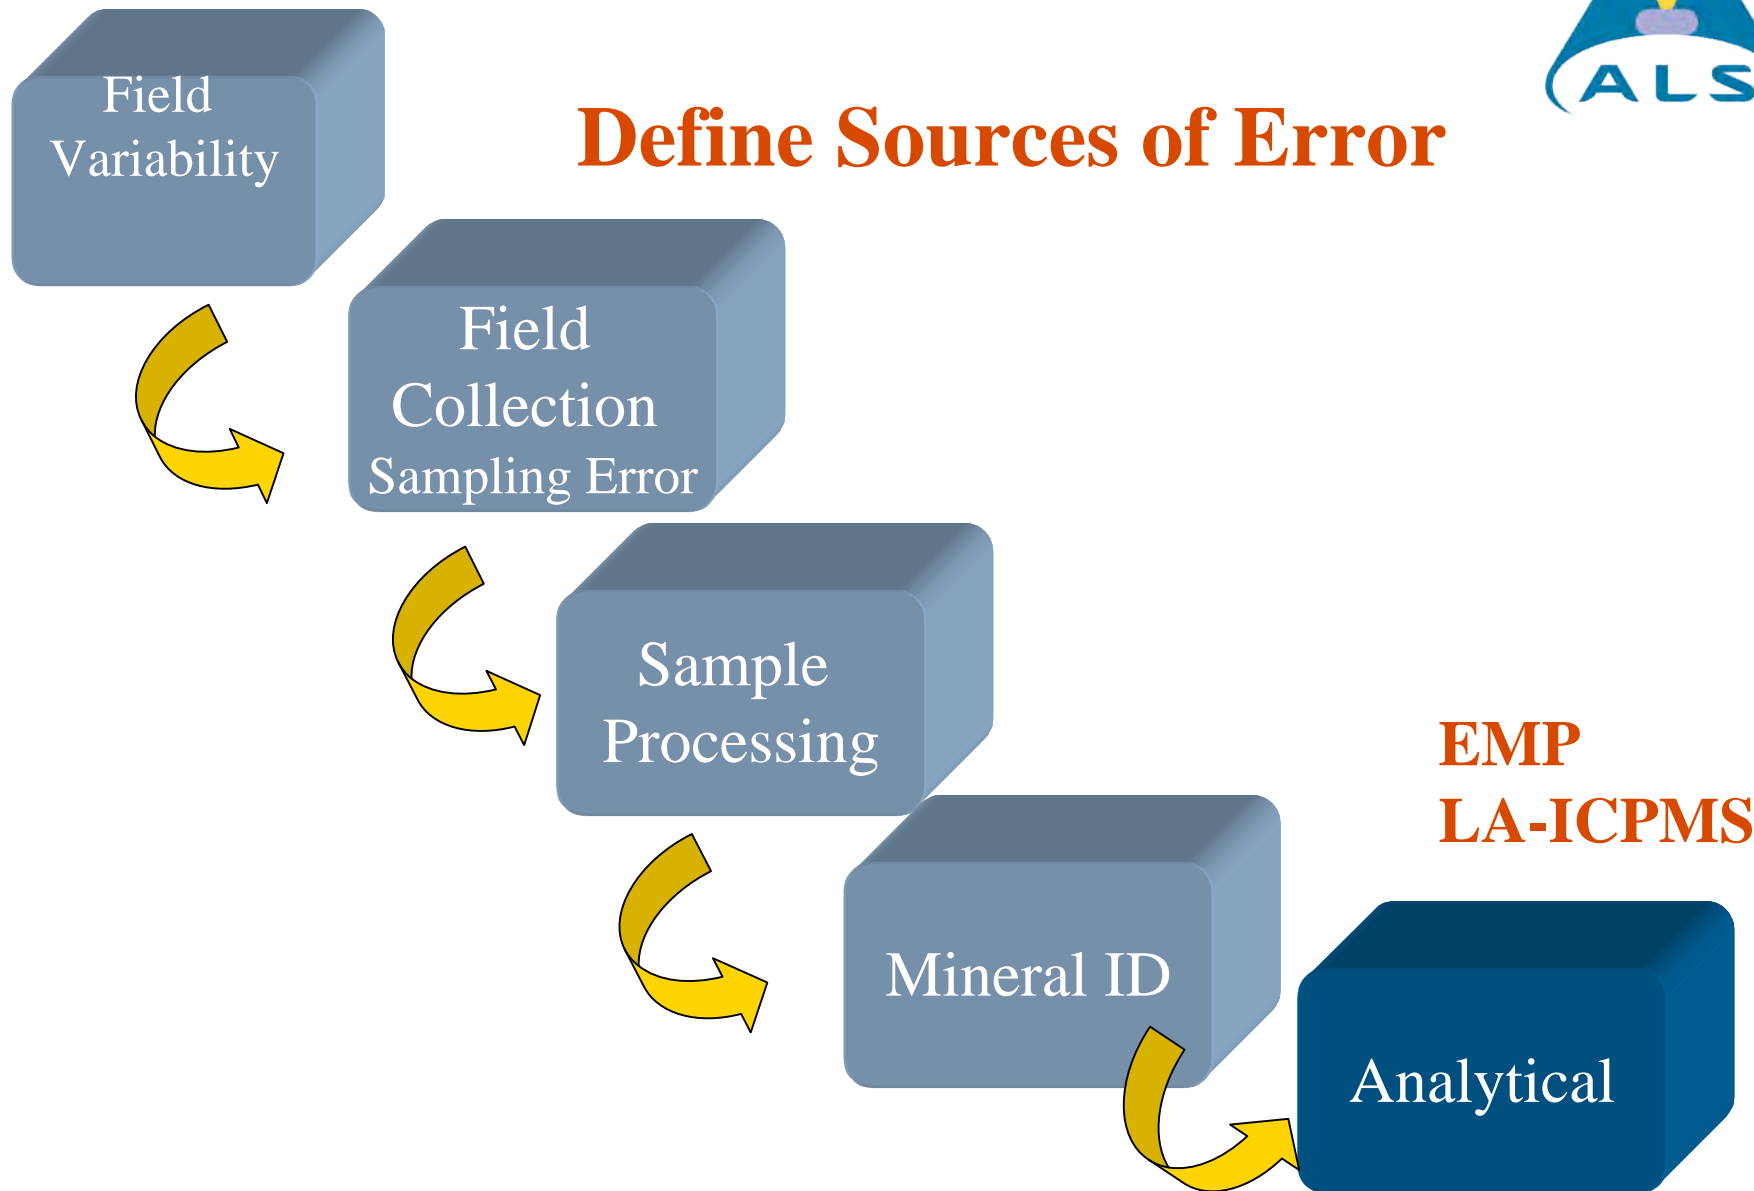 Field
Variability
ALS
Define Sources of Error
Field
Collection
Sampling Error
Sample
Processing
EMP
LA-ICPMS
Mineral ID
Analytical